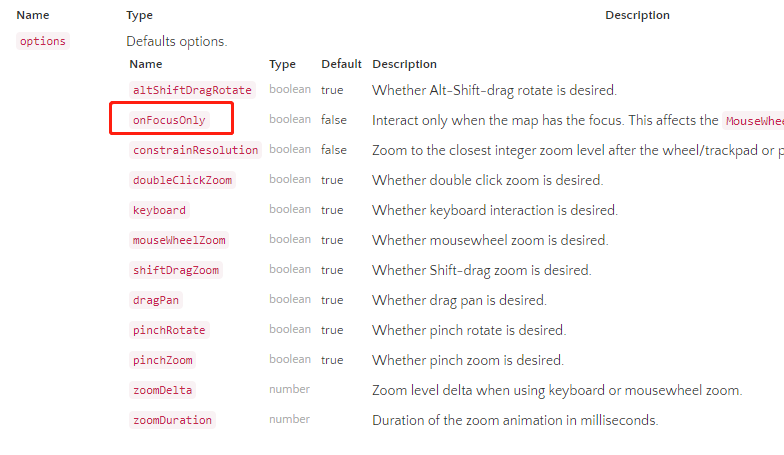 Name Type Description
options Defaults options.
Name Type Default Description
altShiftDragRotate boolean true Whether Alt-Shift-drag rotate is desired.
onFocusOnly boolean false Interact only when the map has the focus. This affects the MouseWhee
constrainResolution boolean false Zoom to the closest integer zoom level after the wheel/trackpad or p
doubleClickZoom boolean true Whether double click zoom is desired.
keyboard boolean true Whether keyboard interaction is desired.
mouseWheelZoom boolean true Whether mousewheel zoom is desired.
shiftDragZoom boolean true Whether Shift-drag zoom is desired.
dragPan boolean true Whether drag pan is desired.
pinchRotate boolean true Whether pinch rotate is desired.
pinchZoom boolean true Whether pinch zoom is desired.
zoomDelta number Zoom level delta when using keyboard or mousewheel zoom.
zoomDuration number Duration of the zoom animation in milliseconds.